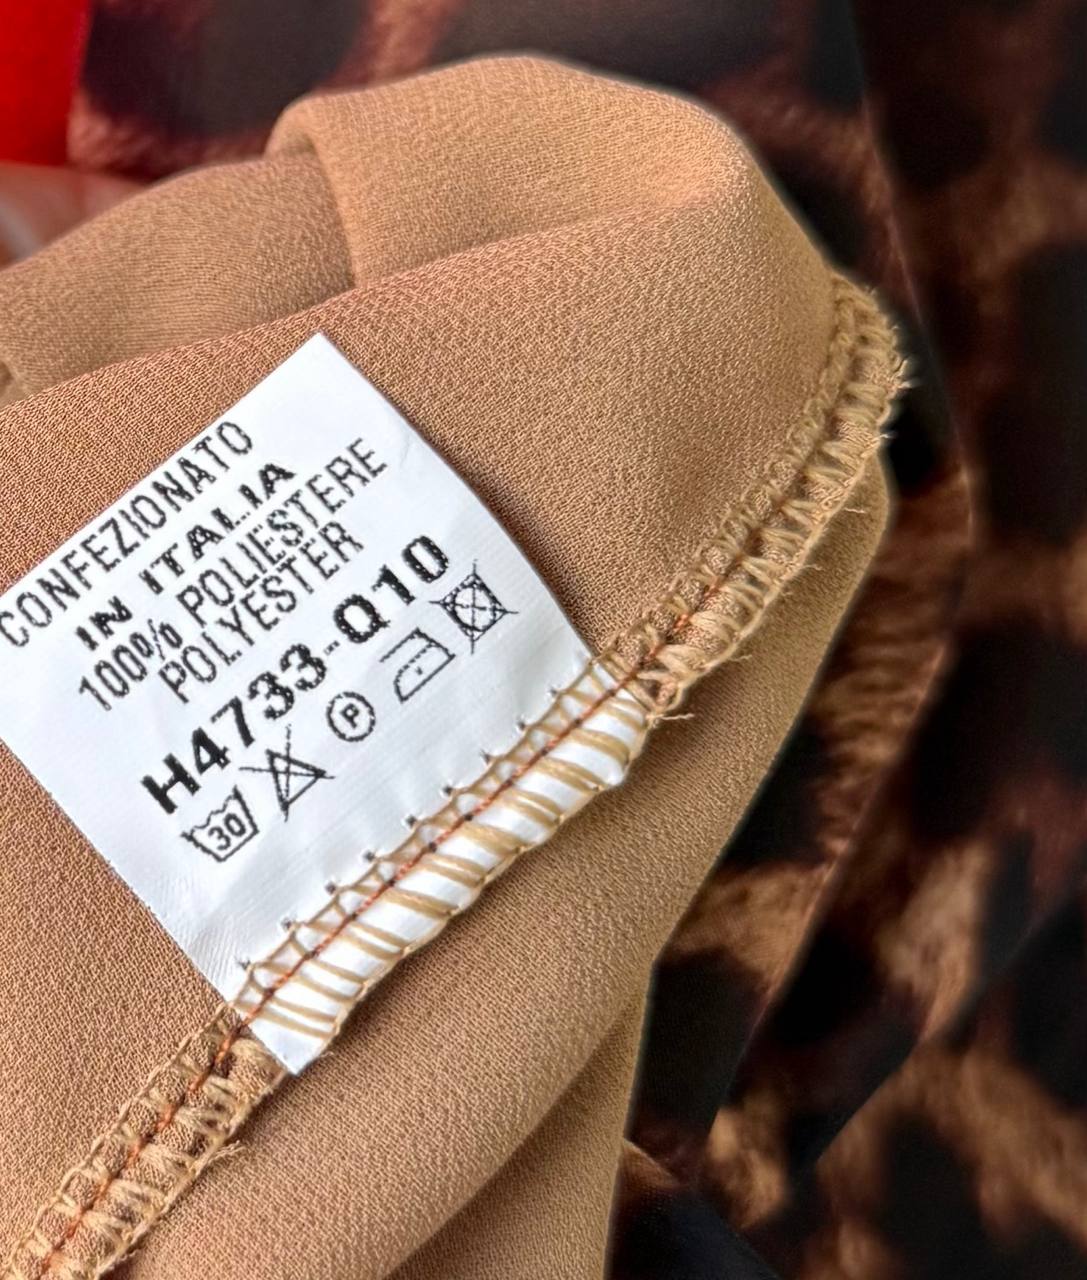 CONFEZIONATO
IN ITALIA
100% POLIESTERE
POLYESTER
H4733-Q10
30 P